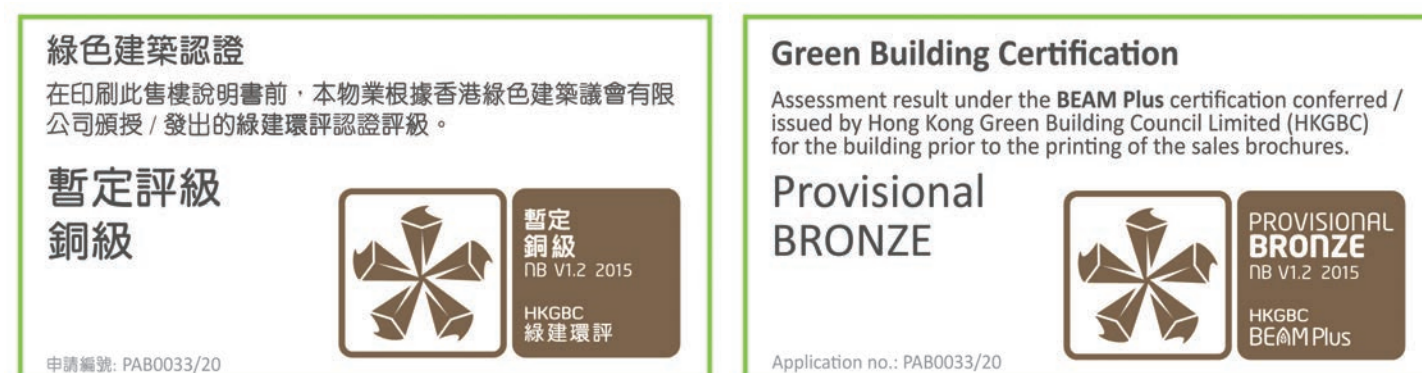 綠色建築認證
在印刷此售樓說明書前，本物業根據香港綠色建築議會有限
公司頒授 / 發出的綠建環評認證評級。
暫定評級
銅級
暫定
銅級
NB V1.2 2015
HKGBC
綠建環評
申請編號: PAB0033/20
Green Building Certification
Assessment result under the BEAM Plus certification conferred /
issued by Hong Kong Green Building Council Limited (HKGBC)
for the building prior to the printing of the sales brochures.
Provisional
BRONZE
PROVISIONAL
BRONZE
NB V1.2 2015
HKGBC
BEAM Plus
Application no.: PAB0033/20